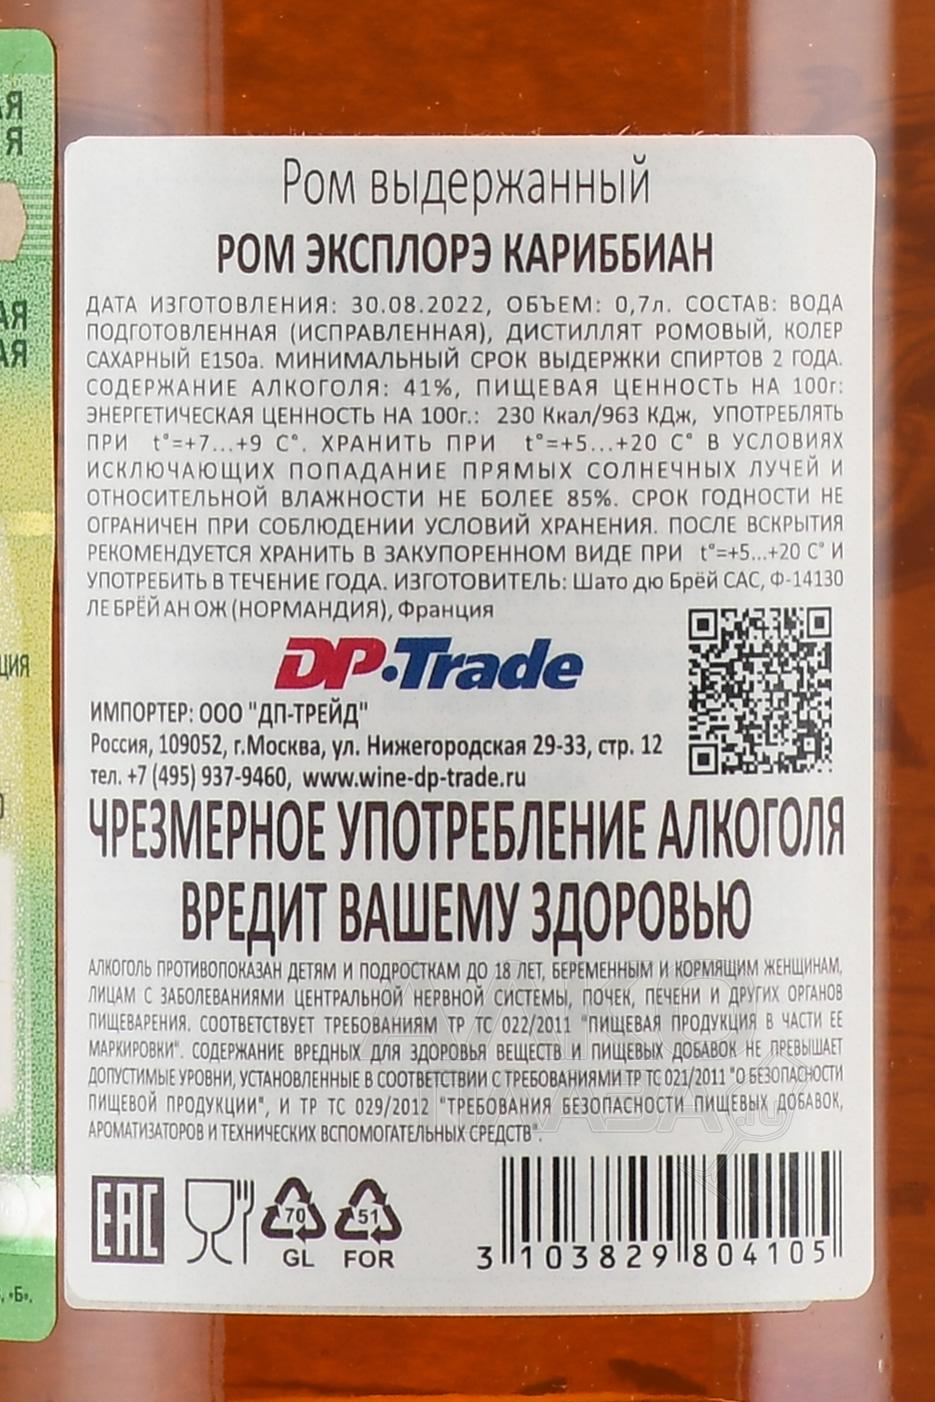 АЯ
Я
АЯ
АЯ
ЦИЯ
, «Б».
Ром выдержанный
РОМ ЭКСПЛОРЭ КАРИББИАН
ДАТА ИЗГОТОВЛЕНИЯ: 30.08.2022, ОБЪЕМ: 0,7л. СОСТАВ: ВОДА
ПОДГОТОВЛЕННАЯ (ИСПРАВЛЕННАЯ), ДИСТИЛЛЯТ РОМОВЫЙ, КОЛЕР
САХАРНЫЙ Е150а. МИНИМАЛЬНЫЙ СРОК ВЫДЕРЖКИ СПИРТОВ 2 ГОДА.
СОДЕРЖАНИЕ АЛКОГОЛЯ: 41%, ПИЩЕВАЯ ЦЕННОСТЬ НА 100г:
ЭНЕРГЕТИЧЕСКАЯ ЦЕННОСТЬ НА 100г.: 230 Ккал/963 КДж, УПОТРЕБЛЯТЬ
ПРИ t°=+7...+9 С°. ХРАНИТЬ ПРИ t°=+5...+20 С° В УСЛОВИЯХ
ИСКЛЮЧАЮЩИХ ПОПАДАНИЕ ПРЯМЫХ СОЛНЕЧНЫХ ЛУЧЕЙ И
ОТНОСИТЕЛЬНОЙ ВЛАЖНОСТИ НЕ БОЛЕЕ 85%. СРОК ГОДНОСТИ НЕ
ОГРАНИЧЕН ПРИ СОБЛЮДЕНИИ УСЛОВИЙ ХРАНЕНИЯ. ПОСЛЕ ВСКРЫТИЯ
РЕКОМЕНДУЕТСЯ ХРАНИТЬ В ЗАКУПОРЕННОМ ВИДЕ ПРИ t°=+5...+20 С° И
УПОТРЕБИТЬ В ТЕЧЕНИЕ ГОДА. ИЗГОТОВИТЕЛЬ: Шато дю Брёй САС, Ф-14130
ЛЕ БРЁЙ АН ОЖ (НОРМАНДИЯ), Франция
DP·Trade
ИМПОРТЕР: ООО "ДП-ТРЕЙД"
Россия, 109052, г.Москва, ул. Нижегородская 29-33, стр. 12
тел. +7 (495) 937-9460, www.wine-dp-trade.ru
ЧРЕЗМЕРНОЕ УПОТРЕБЛЕНИЕ АЛКОГОЛЯ
ВРЕДИТ ВАШЕМУ ЗДОРОВЬЮ
АЛКОГОЛЬ ПРОТИВОПОКАЗАН ДЕТЯМ И ПОДРОСТКАМ ДО 18 ЛЕТ, БЕРЕМЕННЫМ И КОРМЯЩИМ ЖЕНЩИНАМ,
ЛИЦАМ С ЗАБОЛЕВАНИЯМИ ЦЕНТРАЛЬНОЙ НЕРВНОЙ СИСТЕМЫ, ПОЧЕК, ПЕЧЕНИ И ДРУГИХ ОРГАНОВ
ПИЩЕВАРЕНИЯ. СООТВЕТСТВУЕТ ТРЕБОВАНИЯМ ТР ТС 022/2011 "ПИЩЕВАЯ ПРОДУКЦИЯ В ЧАСТИ ЕЕ
МАРКИРОВКИ". СОДЕРЖАНИЕ ВРЕДНЫХ ДЛЯ ЗДОРОВЬЯ ВЕЩЕСТВ И ПИЩЕВЫХ ДОБАВОК НЕ ПРЕВЫШАЕТ
ДОПУСТИМЫЕ УРОВНИ, УСТАНОВЛЕННЫЕ В СООТВЕТСТВИИ С ТРЕБОВАНИЯМИ ТР ТС 021/2011 "О БЕЗОПАСНОСТИ
ПИЩЕВОЙ ПРОДУКЦИИ", И ТР ТС 029/2012 "ТРЕБОВАНИЯ БЕЗОПАСНОСТИ ПИЩЕВЫХ ДОБАВОК,
АРОМАТИЗАТОРОВ И ТЕХНИЧЕСКИХ ВСПОМОГАТЕЛЬНЫХ СРЕДСТВ".
EAC
70
GL
51
FOR
3 103829 804105